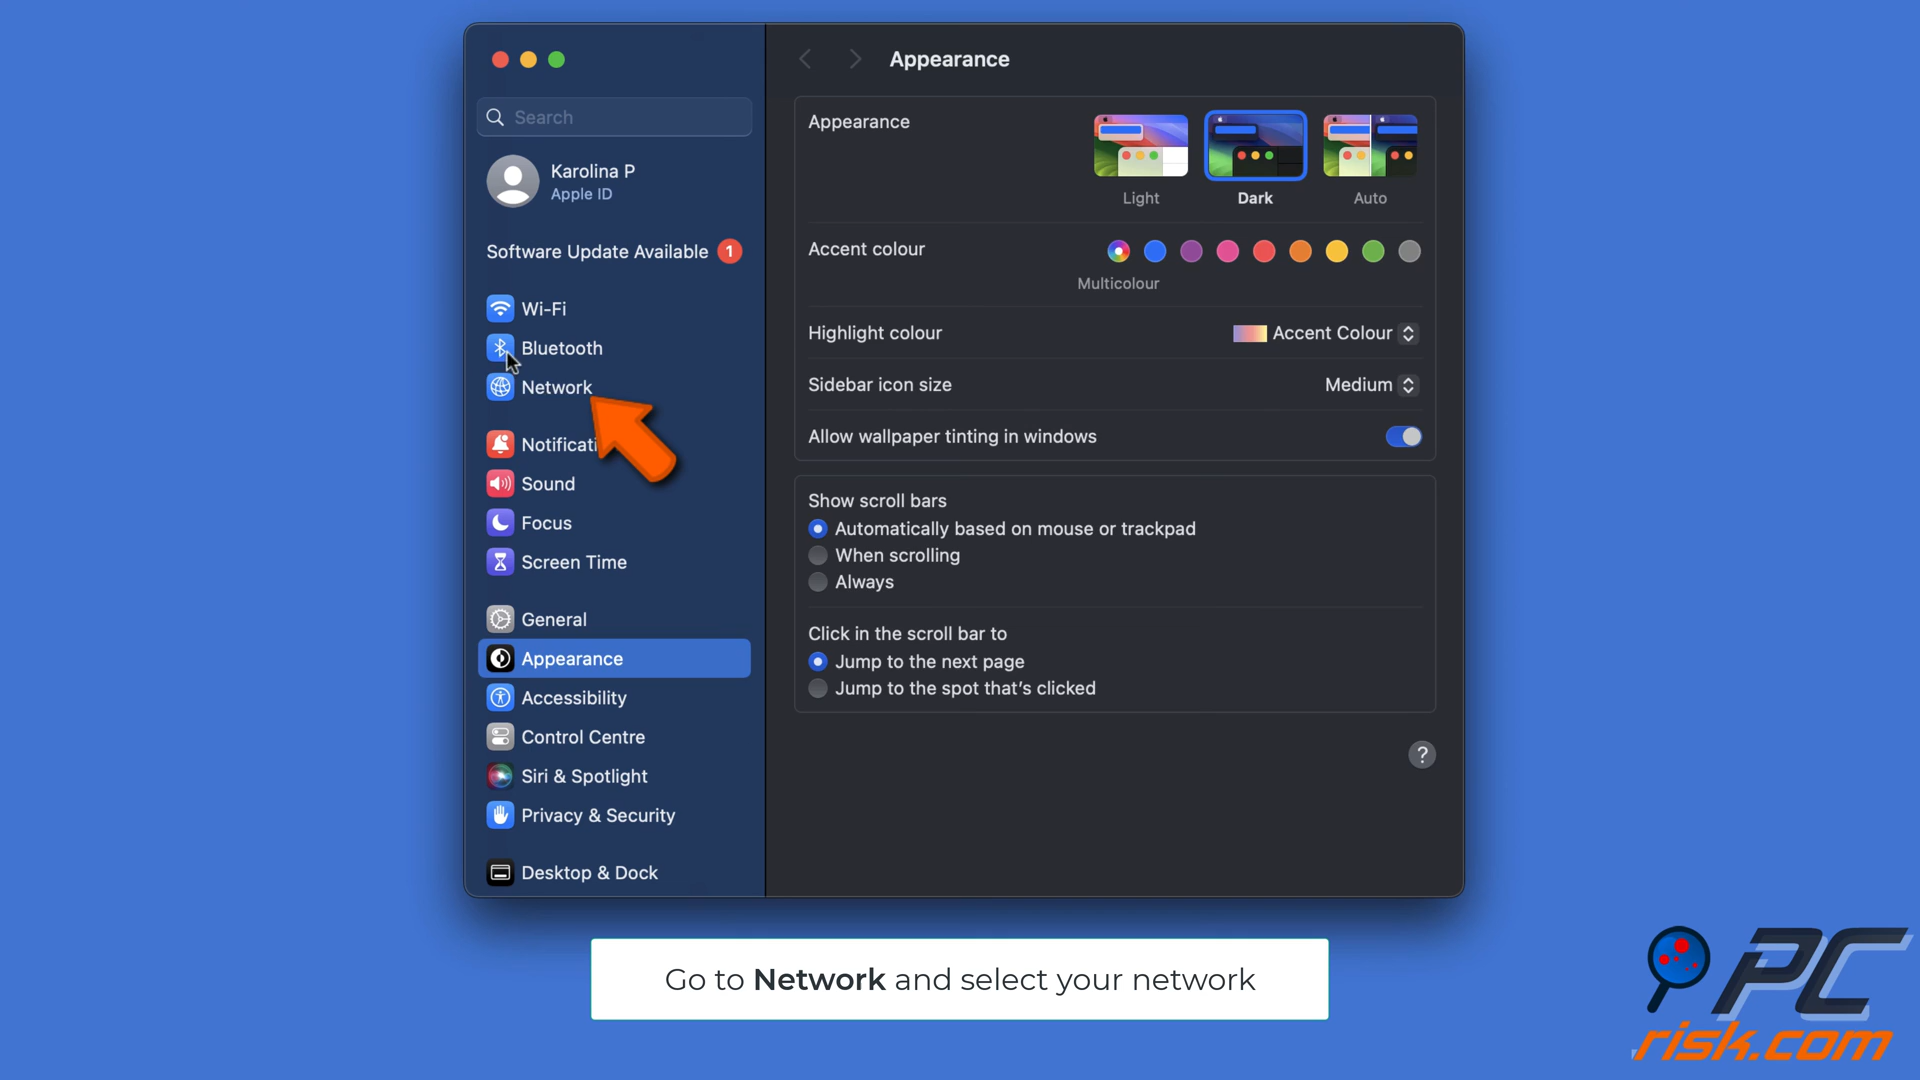 Appearance
Search
Karolina P
Apple ID
Software Update Available 1
Wi-Fi
Bluetooth
Network
Notificati
Sound
Focus
Screen Time
General
Appearance
Accessibility
Control Centre
Siri & Spotlight
Privacy & Security
Desktop & Dock
Appearance
Light
Dark
Auto
Accent colour
Multicolour
Highlight colour
Accent Colour
Sidebar icon size
Medium
Allow wallpaper tinting in windows
Show scroll bars
Automatically based on mouse or trackpad
When scrolling
Always
Click in the scroll bar to
Jump to the next page
Jump to the spot that's clicked
?
Go to Network and select your network
PC
risk.com